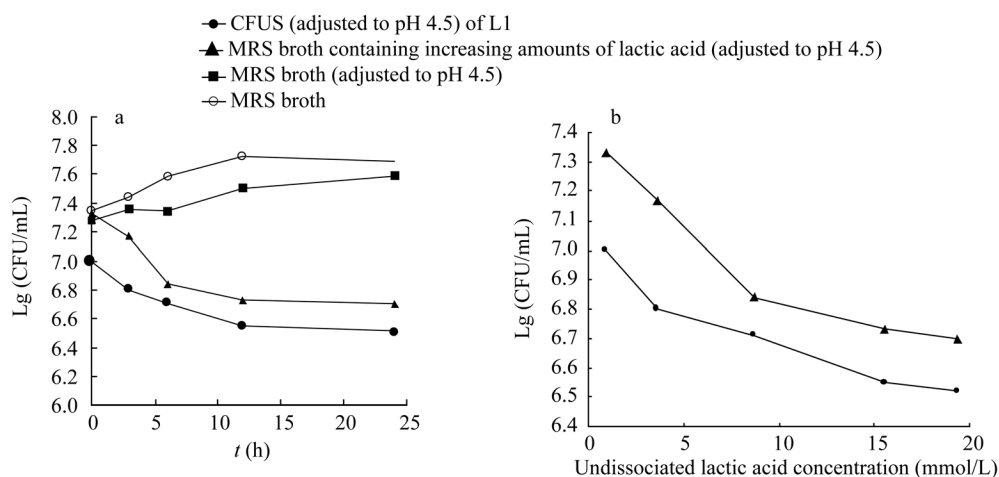 CFUS (adjusted to pH 4.5) of L1
MRS broth containing increasing amounts of lactic acid (adjusted to pH 4.5)
MRS broth (adjusted to pH 4.5)
MRS broth
a
8.0
7.8
7.6
7.4
7.2
7.0
6.8
6.6
6.4
6.2
6.0
Lg (CFU/mL)
0 5 10 15 20 25
t (h)
b
7.4
7.3
7.2
7.1
7.0
6.9
6.8
6.7
6.6
6.5
6.4
Lg (CFU/mL)
0 5 10 15 20
Undissociated lactic acid concentration (mmol/L)